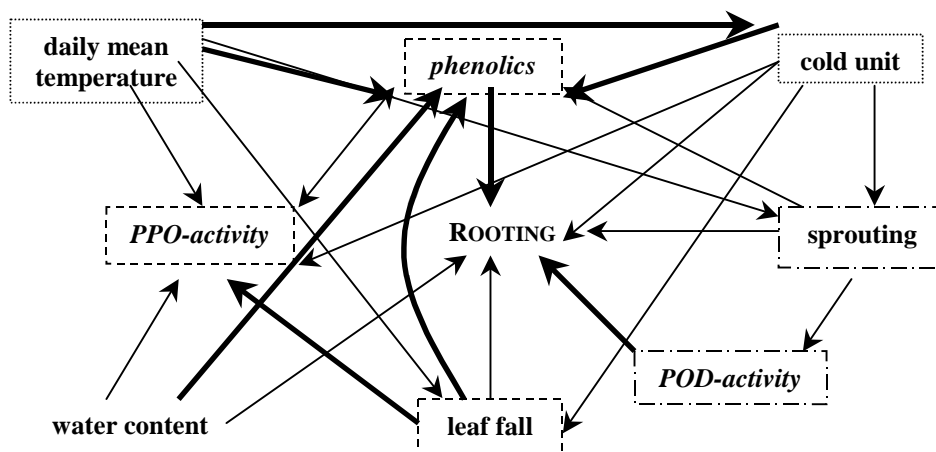 daily mean
temperature
phenolics
cold unit
PPO-activity
ROOTING
sprouting
POD-activity
water content
leaf fall